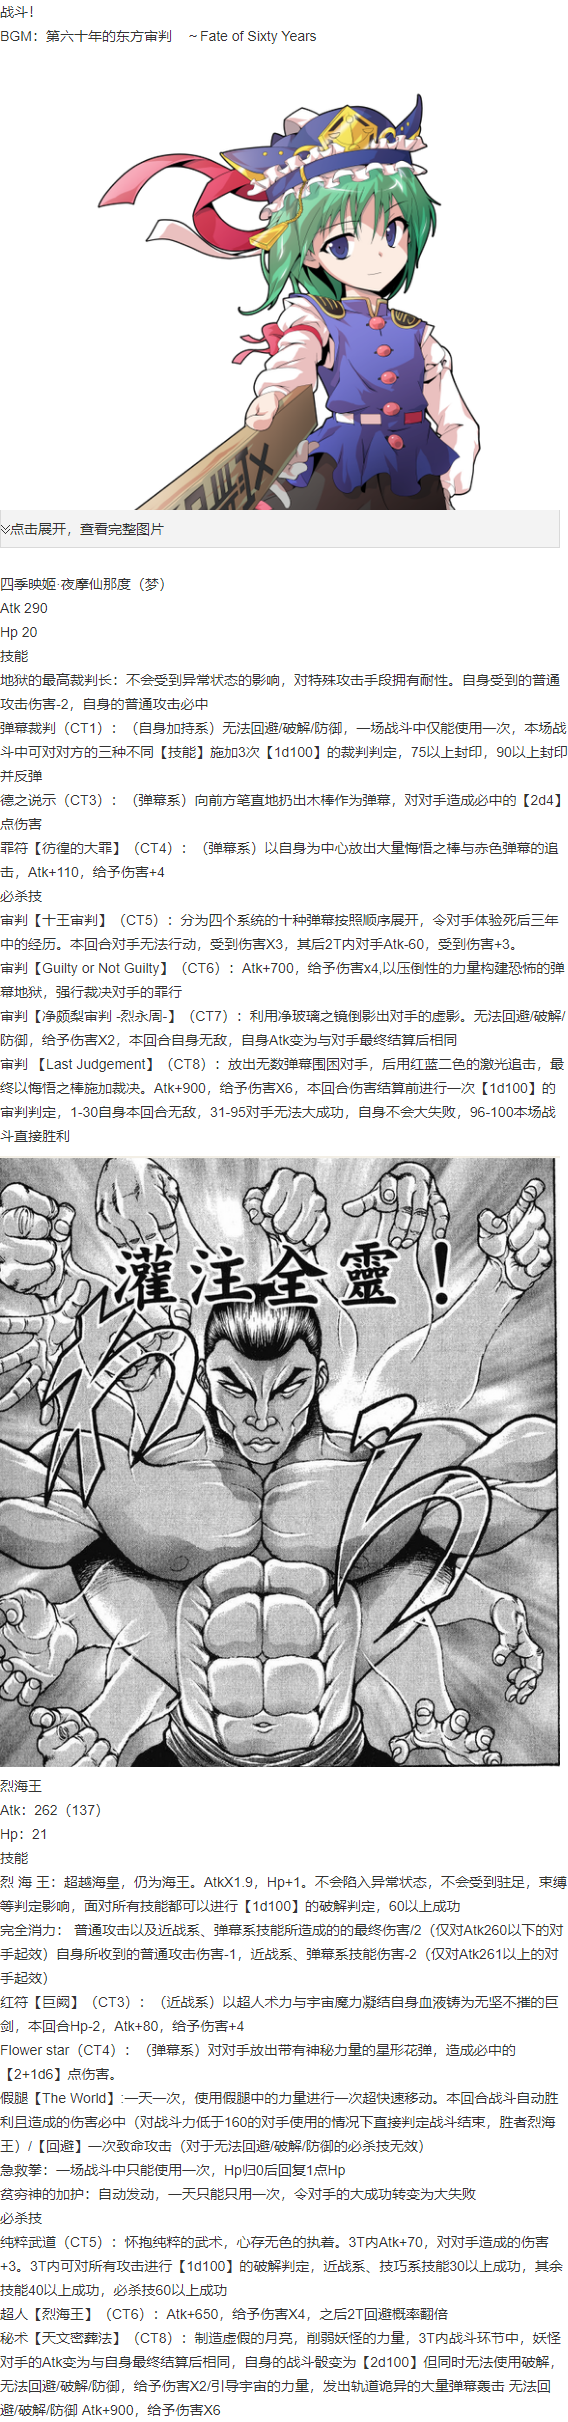 战斗！
BGM：第六十年的东方审判　～Fate of Sixty Years
点击展开，查看完整图片
四季映姬·夜摩仙那度（梦）
Atk 290
Hp 20
技能
地狱的最高裁判长：不会受到异常状态的影响，对特殊攻击手段拥有耐性。自身受到的普通
攻击伤害-2，自身的普通攻击必中
弹幕裁判（CT1）：（自身加持系）无法回避/破解/防御，一场战斗中仅能使用一次，本场战
斗中可对对方的三种不同【技能】施加3次【1d100】的裁判判定，75以上封印，90以上封印
并反弹
德之说示（CT3）：（弹幕系）向前方笔直地扔出木棒作为弹幕，对对手造成必中的【2d4】
点伤害
罪符【彷徨的大罪】（CT4）：（弹幕系）以自身为中心放出大量悔悟之棒与赤色弹幕的追
击，Atk+110，给予伤害+4
必杀技
审判【十王审判】（CT5）：分为四个系统的十种弹幕按照顺序展开，令对手体验死后三年
中的经历。本回合对手无法行动，受到伤害X3，其后2T内对手Atk-60，受到伤害+3。
审判【Guilty or Not Guilty】（CT6）：Atk+700，给予伤害x4,以压倒性的力量构建恐怖的弹
幕地狱，强行裁决对手的罪行
审判【净颇梨审判 -烈永周-】（CT7）：利用净玻璃之镜倒影出对手的虚影。无法回避/破解/
防御，给予伤害X2，本回合自身无敌，自身Atk变为与对手最终结算后相同
审判 【Last Judgement】（CT8）：放出无数弹幕围困对手，后用红蓝二色的激光追击，最
终以悔悟之棒施加裁决。Atk+900，给予伤害X6，本回合伤害结算前进行一次【1d100】的
审判判定，1-30自身本回合无敌，31-95对手无法大成功，自身不会大失败，96-100本场战
斗直接胜利
灌注全靈！
烈海王
Atk：262（137）
Hp：21
技能
烈 海 王：超越海皇，仍为海王。AtkX1.9，Hp+1。不会陷入异常状态，不会受到驻足，束缚
等判定影响，面对所有技能都可以进行【1d100】的破解判定，60以上成功
完全消力： 普通攻击以及近战系、弹幕系技能所造成的的最终伤害/2（仅对Atk260以下的对
手起效）自身所收到的普通攻击伤害-1，近战系、弹幕系技能伤害-2（仅对Atk261以上的对
手起效）
红符【巨阙】（CT3）：（近战系）以超人术力与宇宙魔力凝结自身血液铸为无坚不摧的巨
剑，本回合Hp-2，Atk+80，给予伤害+4
Flower star（CT4）：（弹幕系）对对手放出带有神秘力量的星形花弹，造成必中的
【2+1d6】点伤害。
假腿【The World】:一天一次，使用假腿中的力量进行一次超快速移动。本回合战斗自动胜
利且造成的伤害必中（对战斗力低于160的对手使用的情况下直接判定战斗结束，胜者烈海
王）/【回避】一次致命攻击（对于无法回避/破解/防御的必杀技无效）
急救拳：一场战斗中只能使用一次，Hp归0后回复1点Hp
贫穷神的加护：自动发动，一天只能只用一次，令对手的大成功转变为大失败
必杀技
纯粹武道（CT5）：怀抱纯粹的武术，心存无色的执着。3T内Atk+70，对对手造成的伤害
+3。3T内可对所有攻击进行【1d100】的破解判定，近战系、技巧系技能30以上成功，其余
技能40以上成功，必杀技60以上成功
超人【烈海王】（CT6）：Atk+650，给予伤害X4，之后2T回避概率翻倍
秘术【天文密葬法】（CT8）：制造虚假的月亮，削弱妖怪的力量，3T内战斗环节中，妖怪
对手的Atk变为与自身最终结算后相同，自身的战斗骰变为【2d100】但同时无法使用破解，
无法回避/破解/防御，给予伤害X2/引导宇宙的力量，发出轨道诡异的大量弹幕轰击 无法回
避/破解/防御 Atk+900，给予伤害X6